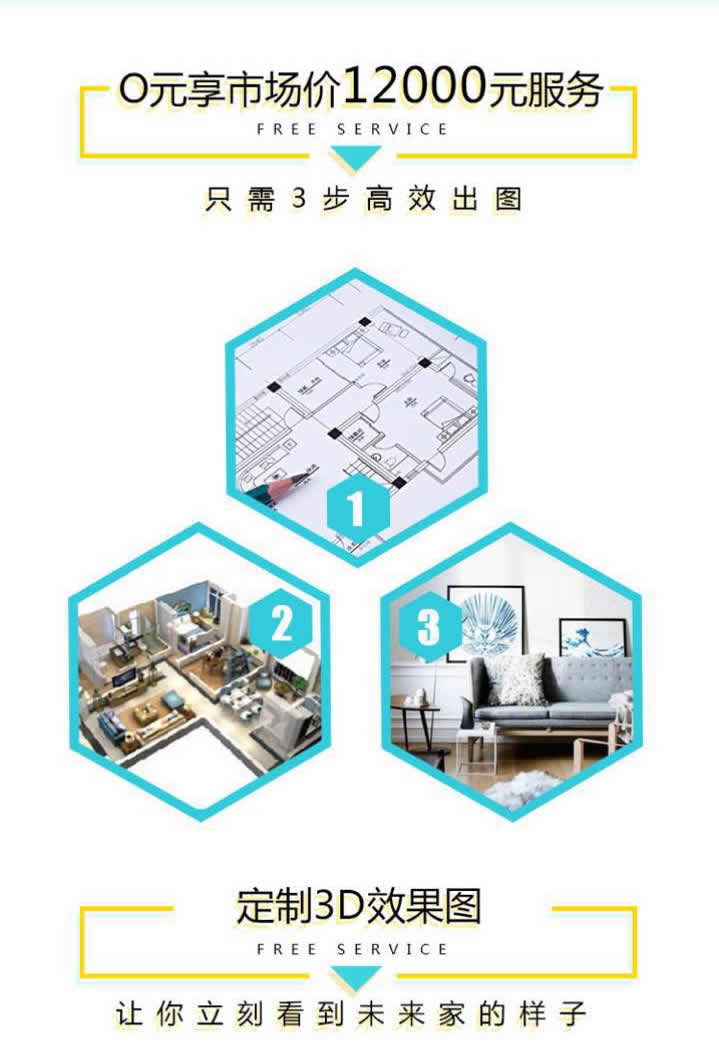 0元享市场价12000元服务
FREE SERVICE
只需3步高效出图
1
2
3
定制3D效果图
FREE SERVICE
让你立刻看到未来家的样子